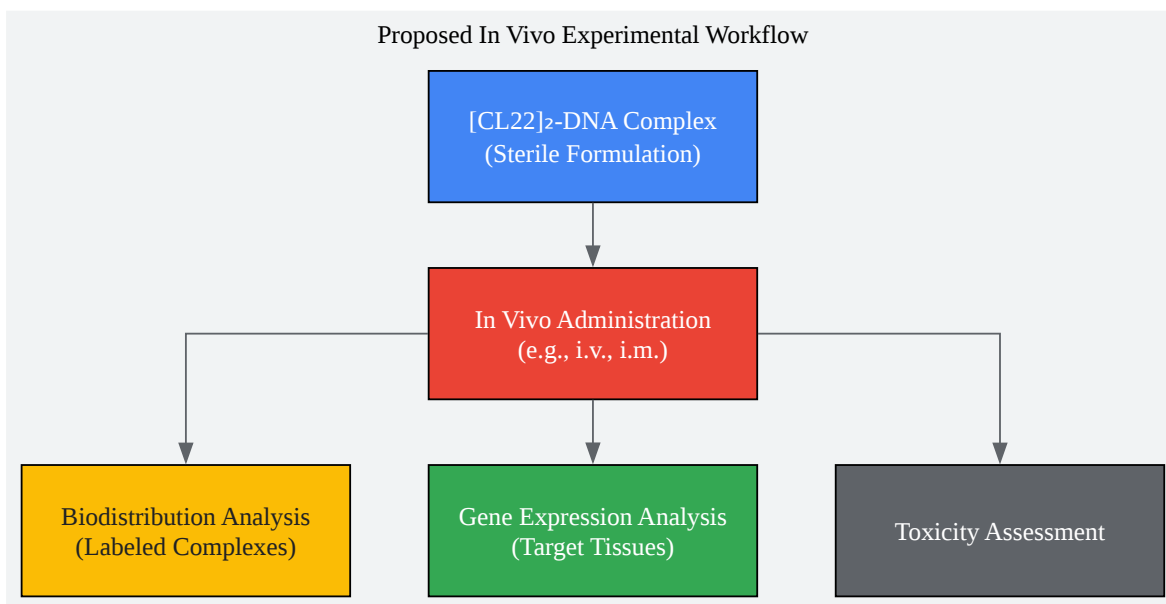 Proposed In Vivo Experimental Workflow
[CL22]₂-DNA Complex
(Sterile Formulation)
In Vivo Administration
(e.g., i.v., i.m.)
Biodistribution Analysis
(Labeled Complexes)
Gene Expression Analysis
(Target Tissues)
Toxicity Assessment